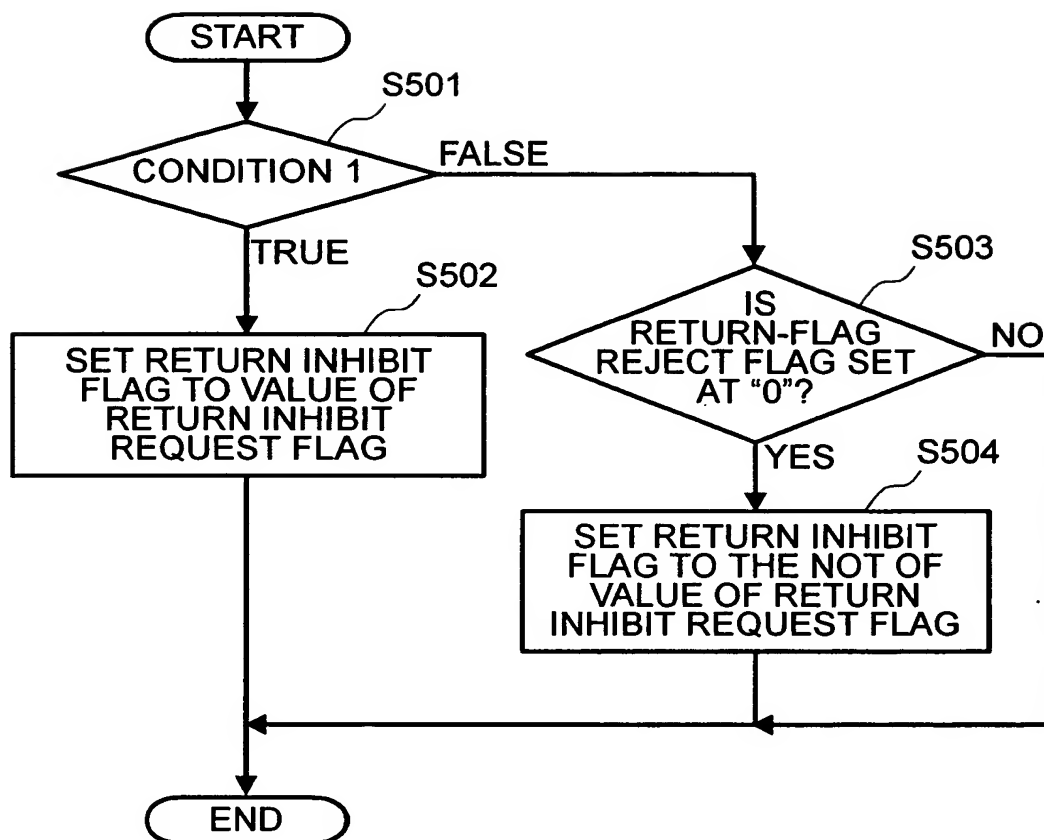 START
S501
CONDITION 1
FALSE
TRUE
S502
SET RETURN INHIBIT
FLAG TO VALUE OF
RETURN INHIBIT
REQUEST FLAG
S503
IS
RETURN-FLAG
REJECT FLAG SET
AT “0”?
NO
YES
S504
SET RETURN INHIBIT
FLAG TO THE NOT OF
VALUE OF RETURN
INHIBIT REQUEST FLAG
END